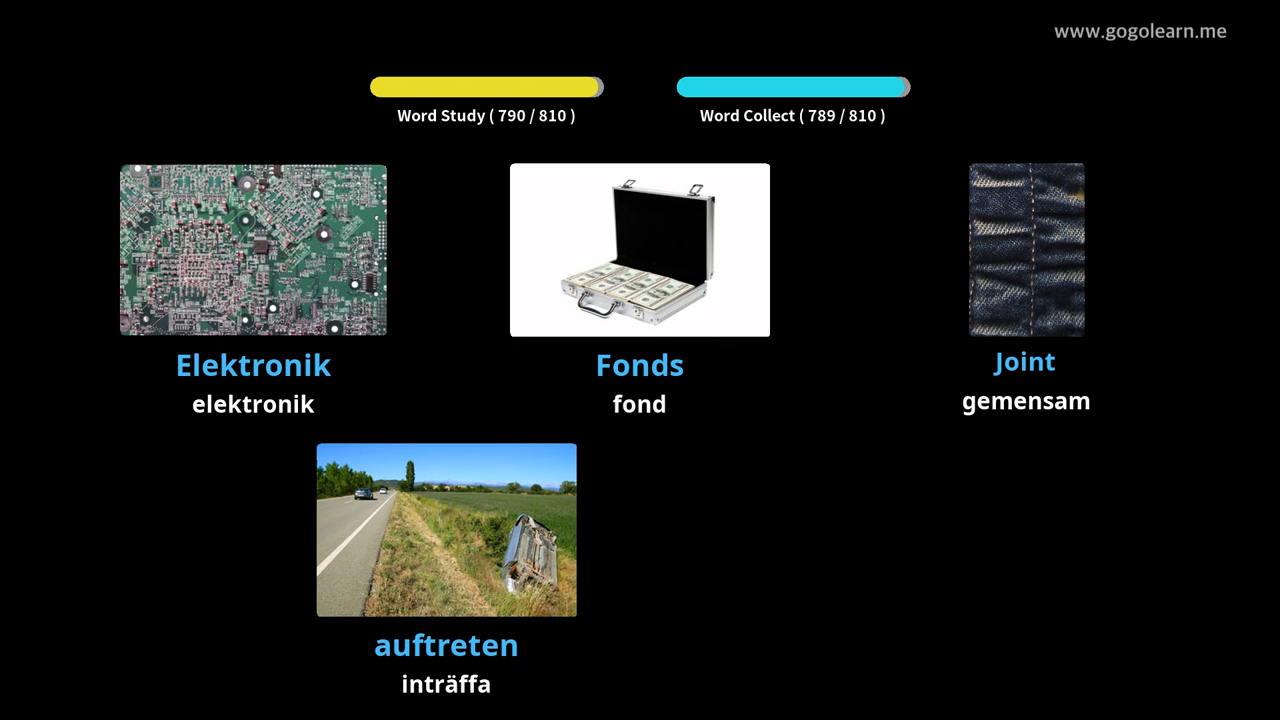 www.gogolearn.me
Word Study ( 790 / 810 )
Word Collect ( 789 / 810 )
Elektronik
elektronik
Fonds
fond
Joint
gemensam
auftreten
inträffa